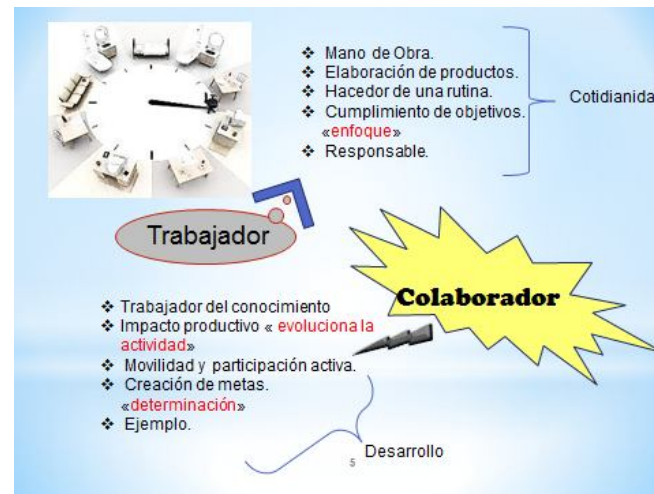 ❖ Mano de Obra.
❖ Elaboración de productos.
❖ Hacedor de una rutina.
❖ Cumplimiento de objetivos.
«enfoque»
❖ Responsable.
Cotidianida
Trabajador
Colaborador
❖ Trabajador del conocimiento
❖ Impacto productivo « evoluciona la
actividad»
❖ Movilidad y participación activa.
❖ Creación de metas.
«determinación»
❖ Ejemplo.
Desarrollo
5